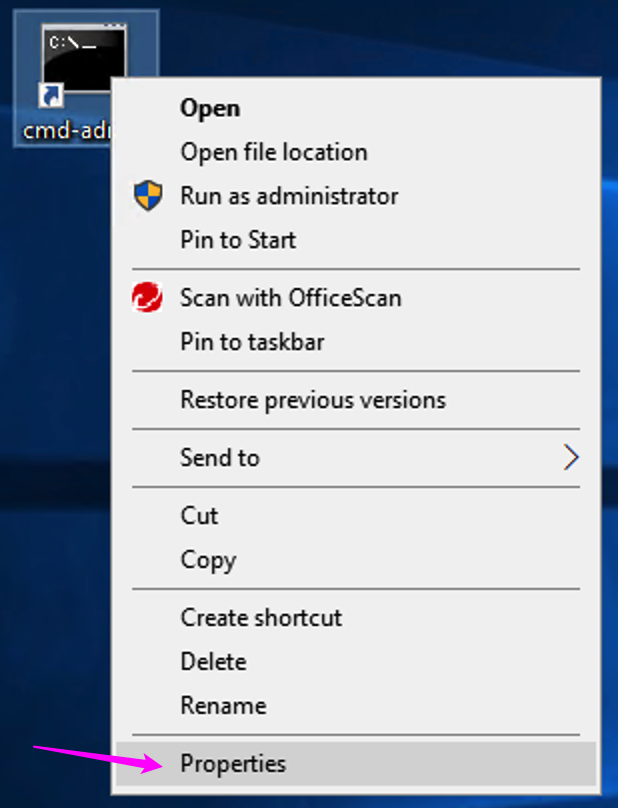 C:\_
cmd-ad
Open
Open file location
Run as administrator
Pin to Start
Scan with OfficeScan
Pin to taskbar
Restore previous versions
Send to
Cut
Copy
Create shortcut
Delete
Rename
Properties